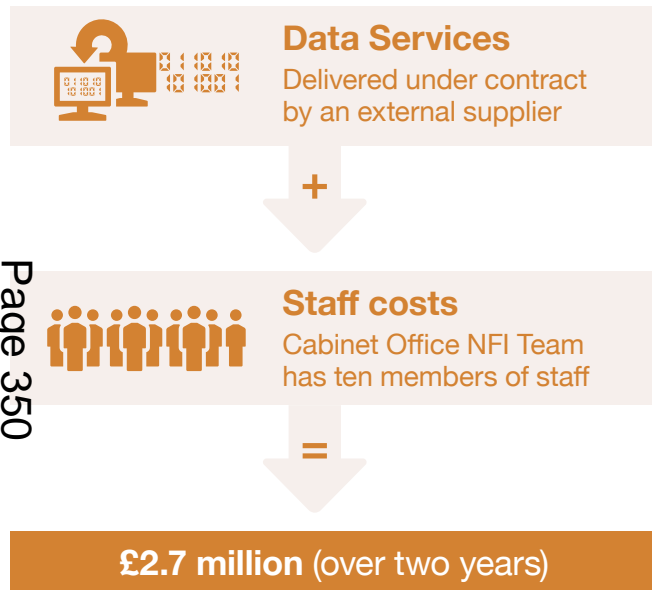 Data Services
Delivered under contract
by an external supplier
+
Page 350
Staff costs
Cabinet Office NFI Team
has ten members of staff
=
£2.7 million (over two years)